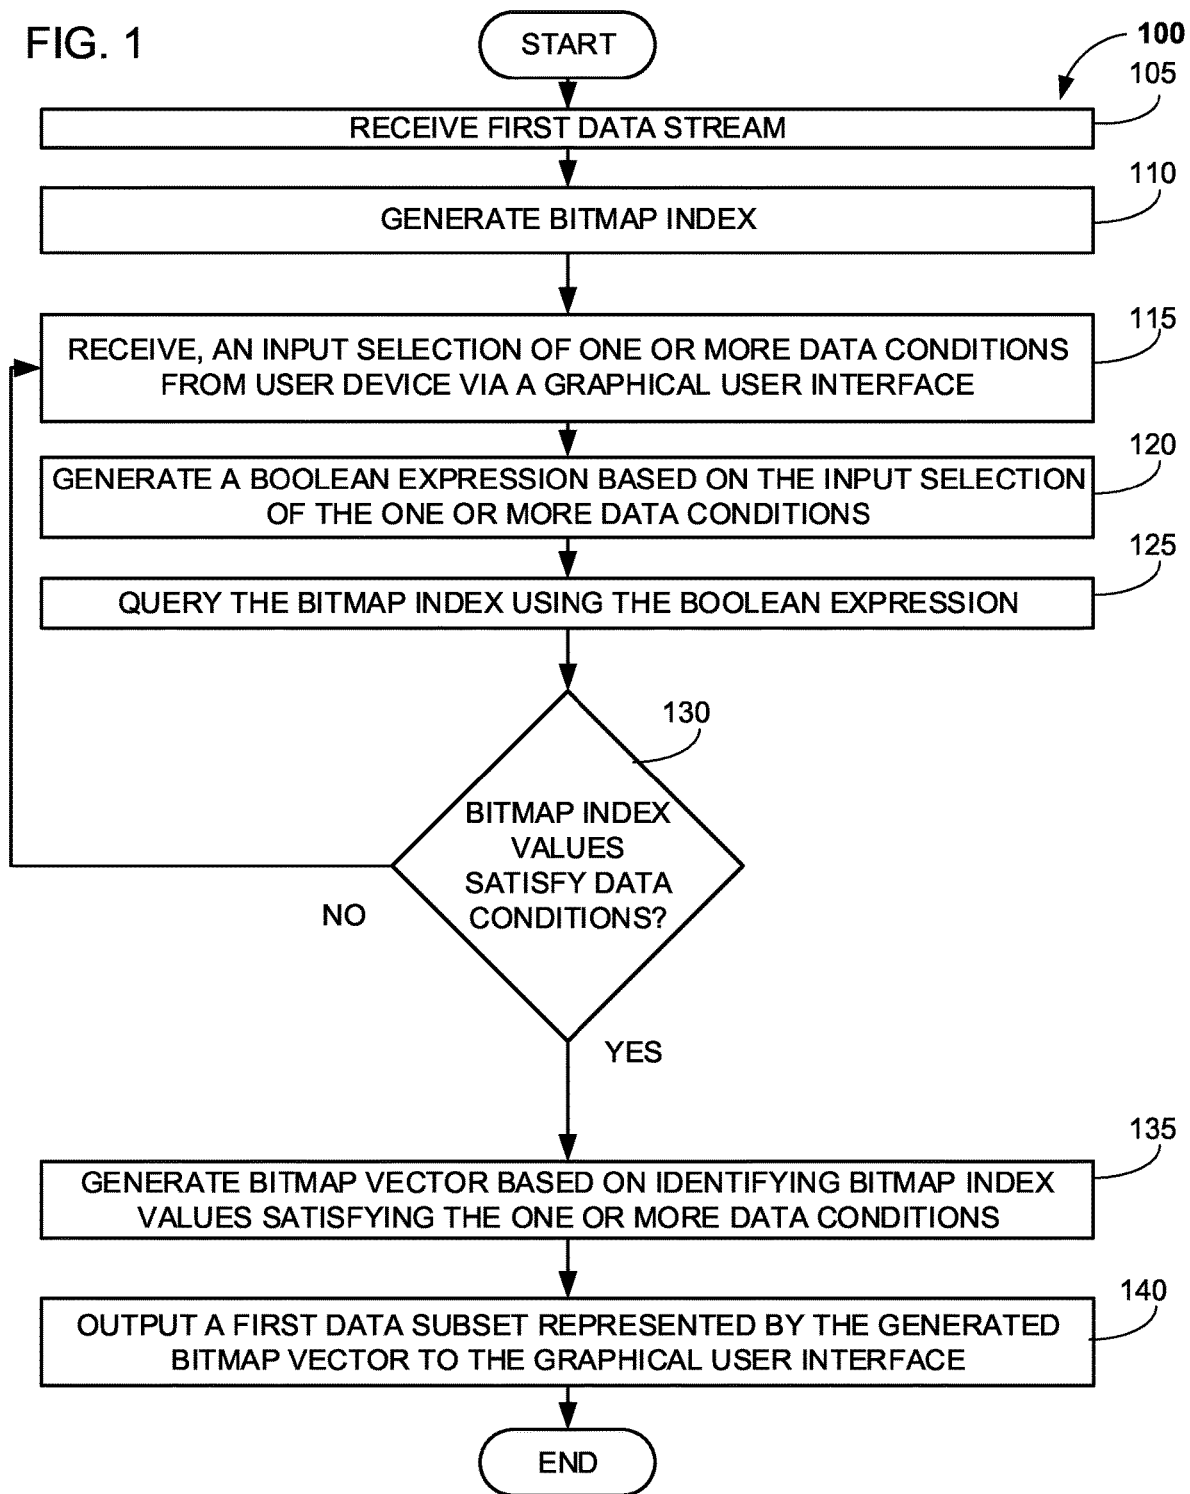 FIG. 1
START
100
105
RECEIVE FIRST DATA STREAM
110
GENERATE BITMAP INDEX
115
RECEIVE, AN INPUT SELECTION OF ONE OR MORE DATA CONDITIONS
FROM USER DEVICE VIA A GRAPHICAL USER INTERFACE
120
GENERATE A BOOLEAN EXPRESSION BASED ON THE INPUT SELECTION
OF THE ONE OR MORE DATA CONDITIONS
125
QUERY THE BITMAP INDEX USING THE BOOLEAN EXPRESSION
130
BITMAP INDEX
VALUES
SATISFY DATA
CONDITIONS?
NO
YES
135
GENERATE BITMAP VECTOR BASED ON IDENTIFYING BITMAP INDEX
VALUES SATISFYING THE ONE OR MORE DATA CONDITIONS
140
OUTPUT A FIRST DATA SUBSET REPRESENTED BY THE GENERATED
BITMAP VECTOR TO THE GRAPHICAL USER INTERFACE
END